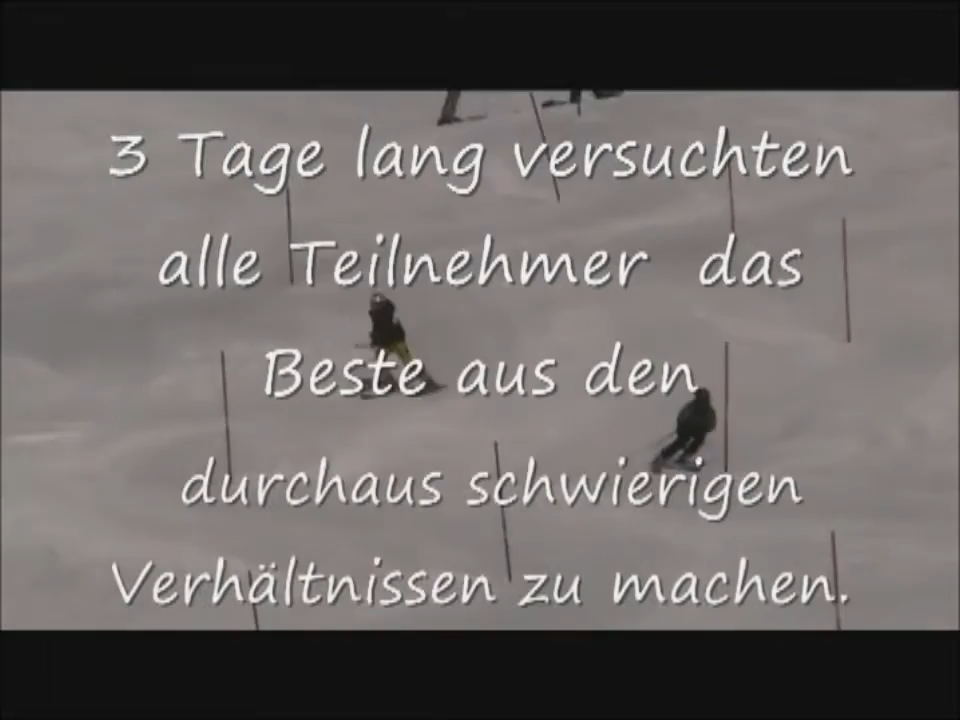 3 Tage lang versuchten
alle Teilnehmer das
Beste aus den
durchaus schwierigen
Verhältnissen zu machen.